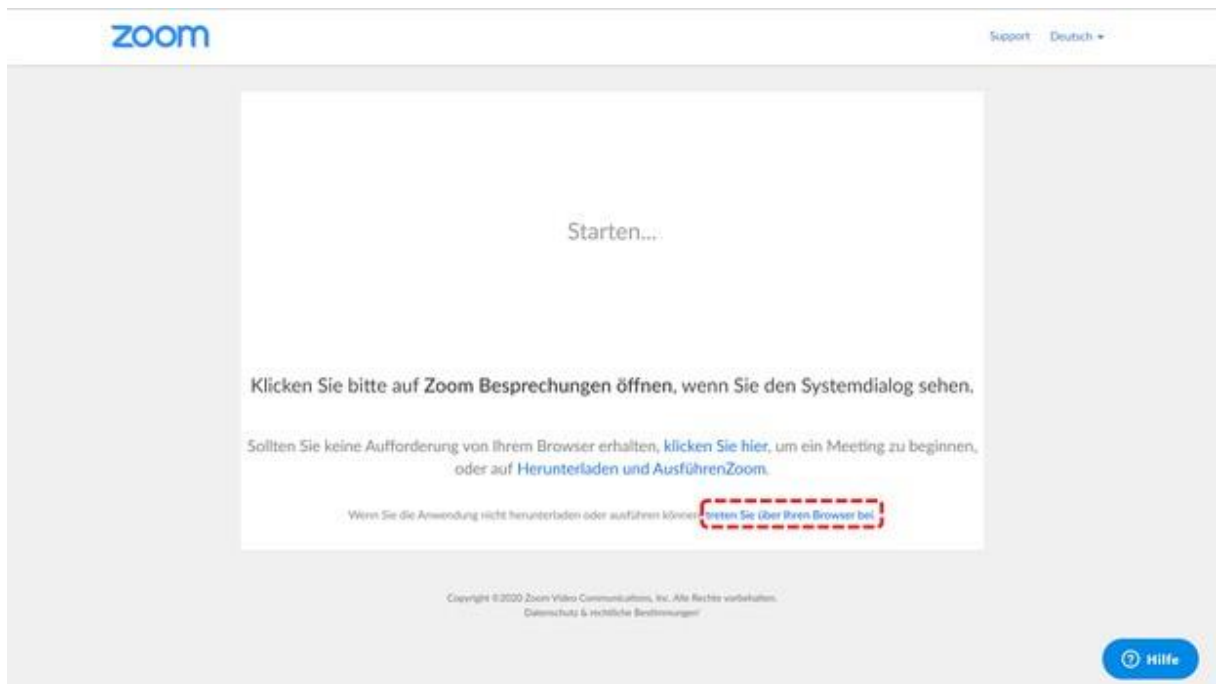 zoom
Support Deutsch
Starten...
Klicken Sie bitte auf Zoom Besprechungen öffnen, wenn Sie den Systemdialog sehen.
Sollten Sie keine Aufforderung von Ihrem Browser erhalten, klicken Sie hier, um ein Meeting zu beginnen,
oder auf Herunterladen und AusführenZoom.
Wenn Sie die Anwendung nicht herunterladen oder ausführen können treten Sie über Ihren Browser bei.
Copyright ©2020 Zoom Video Communications, Inc. Alle Rechte vorbehalten.
Datenschutz & rechtliche Bestimmungen
Hilfe